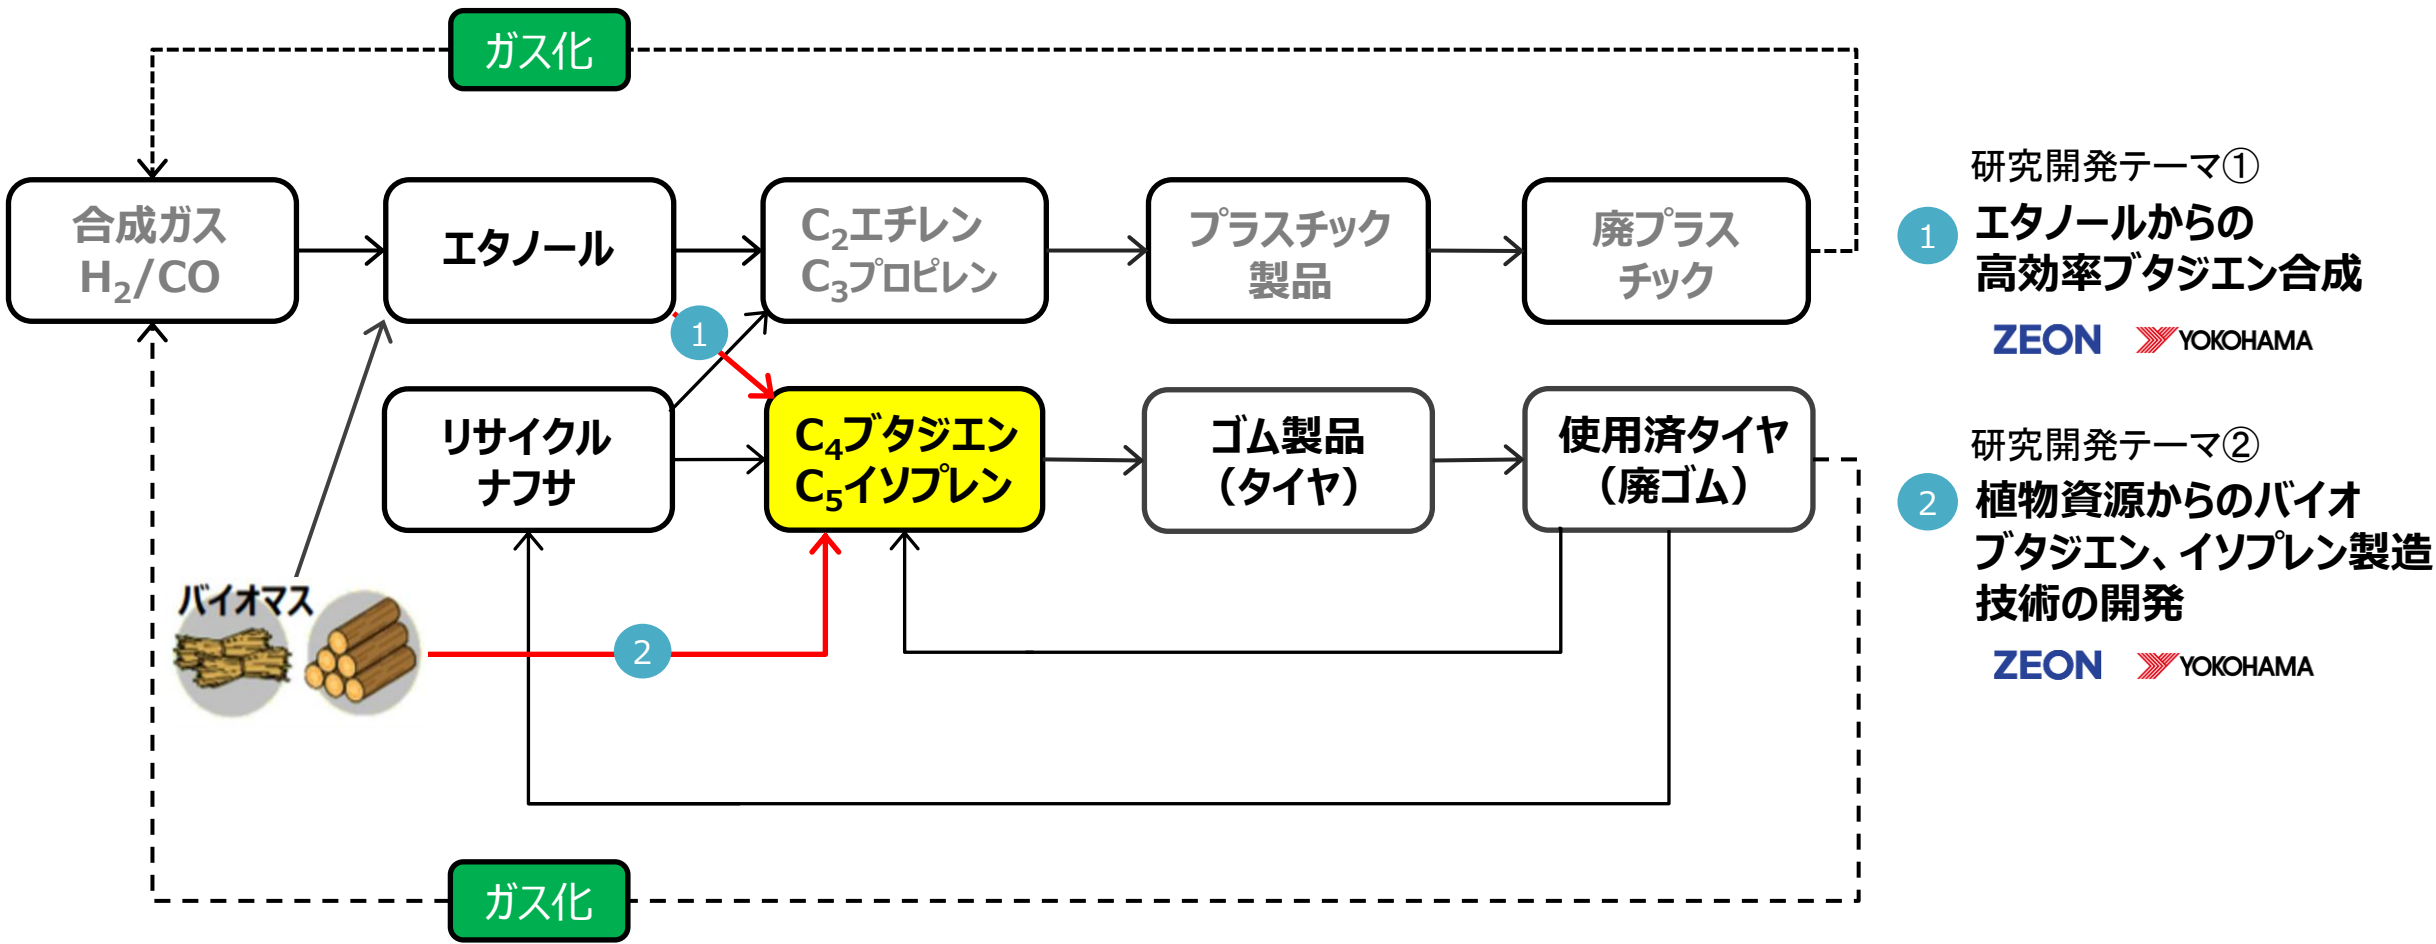 ガス化
合成ガス
H₂/CO
エタノール
C₂エチレン
C₃プロピレン
プラスチック
製品
廃プラス
チック
1
リサイクル
ナフサ
C₄ブタジエン
C₅イソプレン
ゴム製品
（タイヤ）
使用済タイヤ
（廃ゴム）
バイオマス
2
ガス化
研究開発テーマ①
1
エタノールからの
高効率ブタジエン合成
ZEON YOKOHAMA
研究開発テーマ②
2
植物資源からのバイオ
ブタジエン、イソプレン製造
技術の開発
ZEON YOKOHAMA